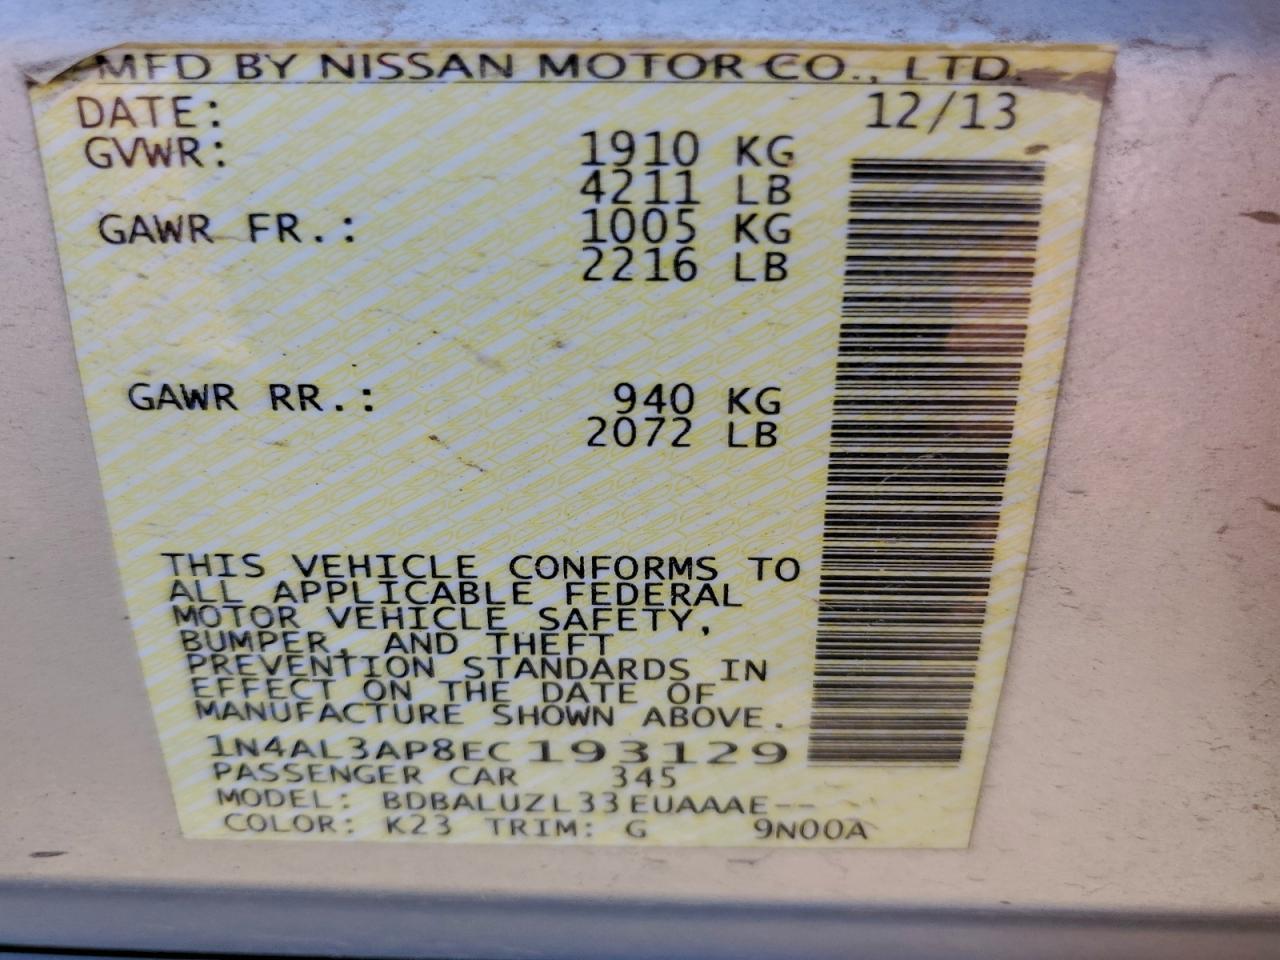 MFD BY NISSAN MOTOR CO., LTD.
DATE: 12/13
GVWR: 1910 KG
4211 LB
GAWR FR.: 1005 KG
2216 LB
GAWR RR.: 940 KG
2072 LB
THIS VEHICLE CONFORMS TO
ALL APPLICABLE FEDERAL
MOTOR VEHICLE SAFETY,
BUMPER, AND THEFT
PREVENTION STANDARDS IN
EFFECT ON THE DATE OF
MANUFACTURE SHOWN ABOVE.
1N4AL3AP8EC193129
PASSENGER CAR 345
MODEL: BDBALUZL33EUAAAE--
COLOR: K23 TRIM: G 9N00A